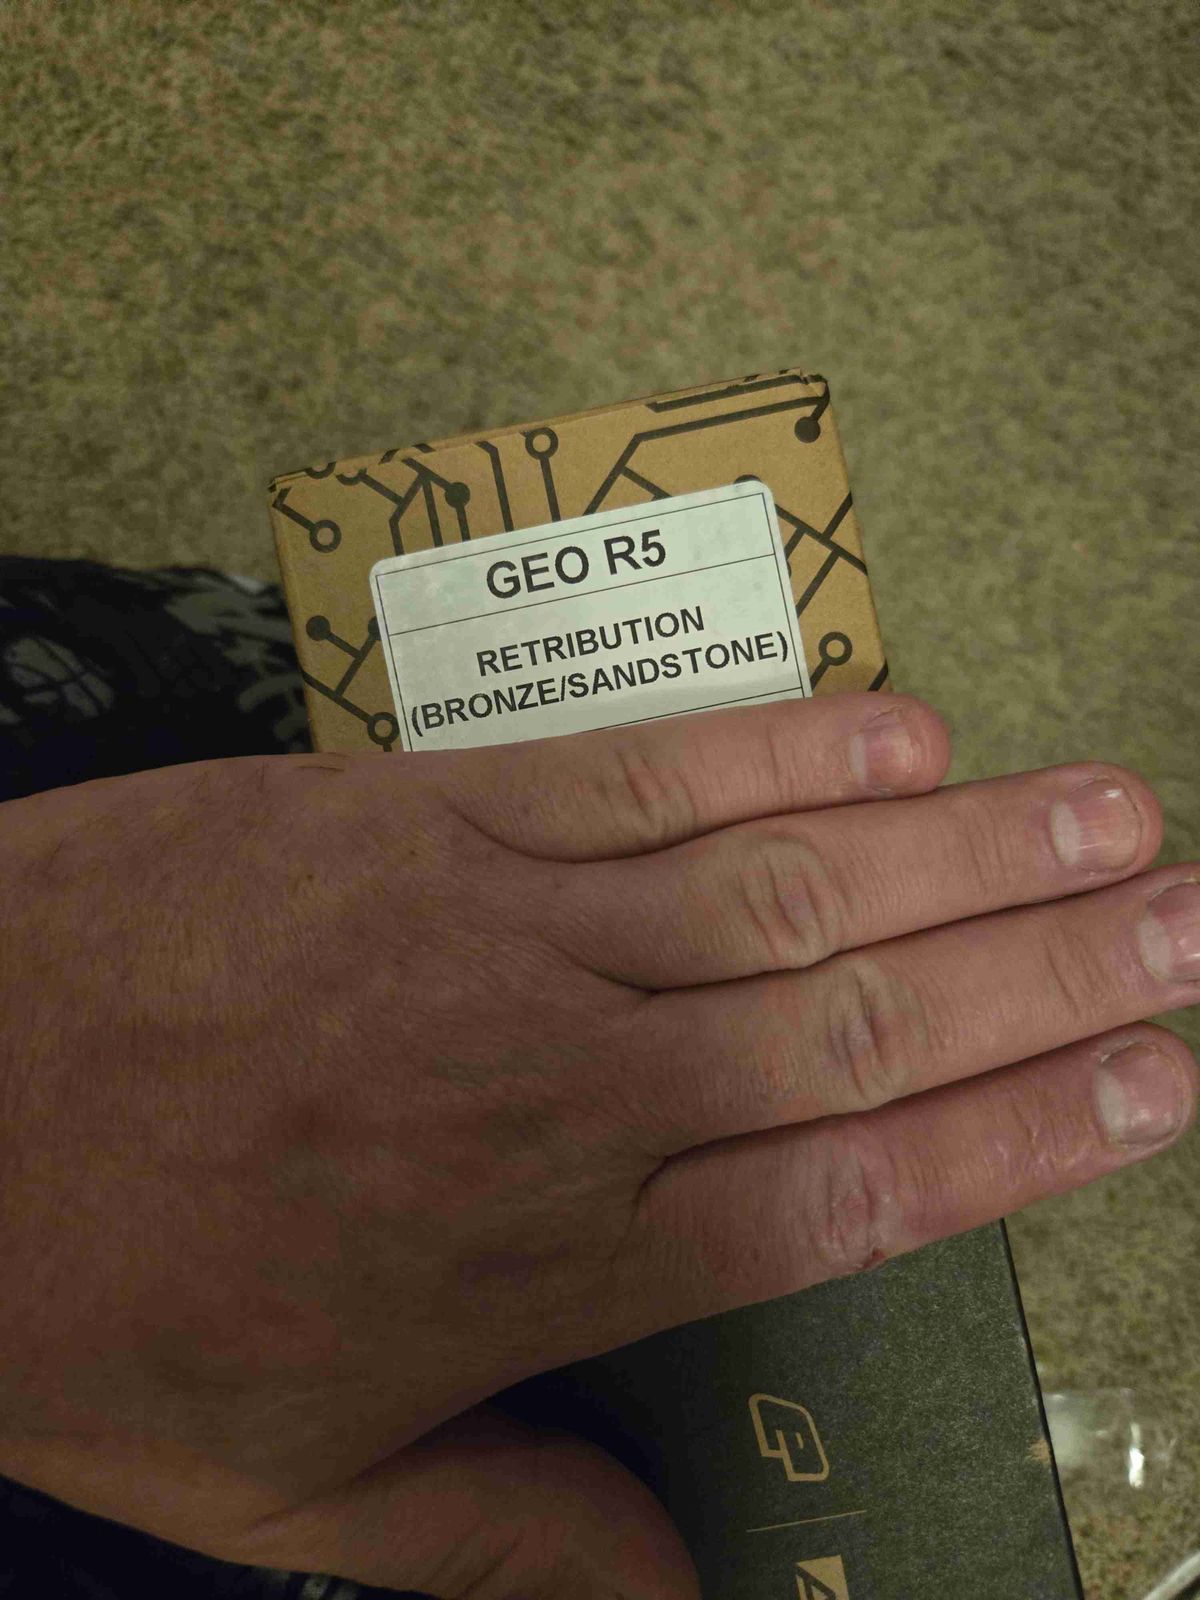 GEO R5
RETRIBUTION
(BRONZE/SANDSTONE)